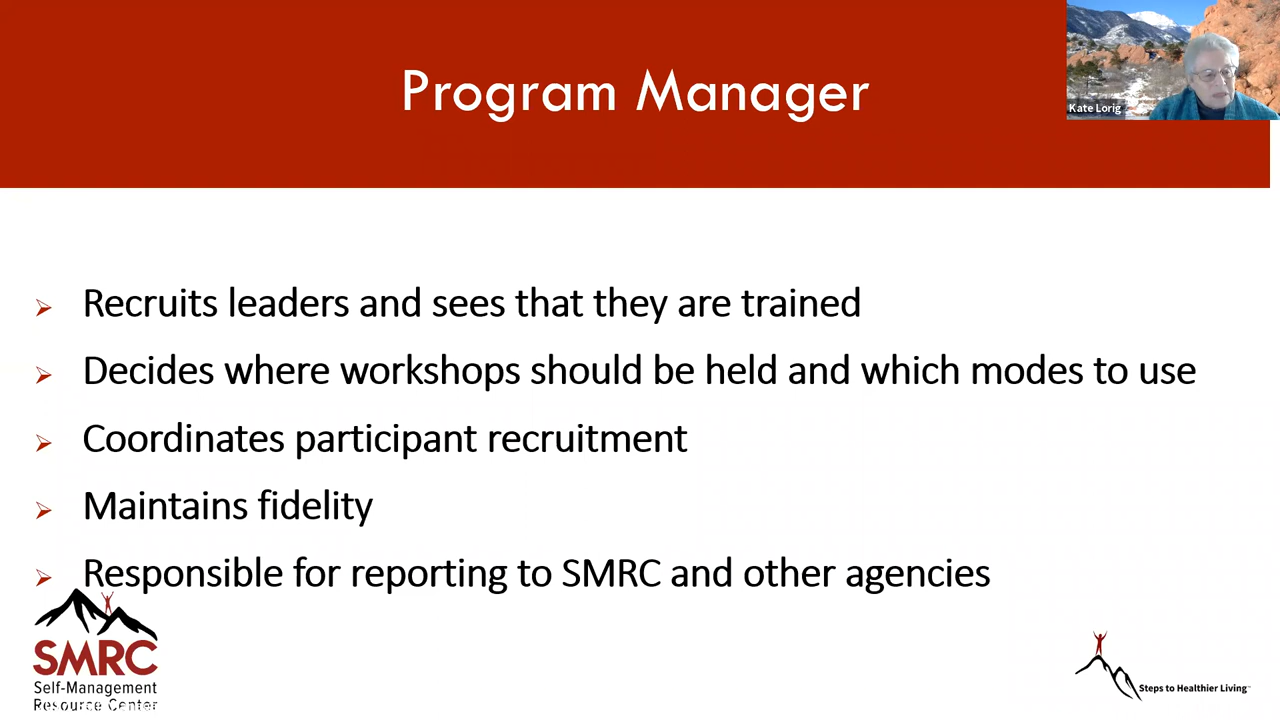 Program Manager
Kate Lorig
Recruits leaders and sees that they are trained
Decides where workshops should be held and which modes to use
Coordinates participant recruitment
Maintains fidelity
Responsible for reporting to SMRC and other agencies
SMRC
Self-Management
Resource Center
Steps to Healthier Living™